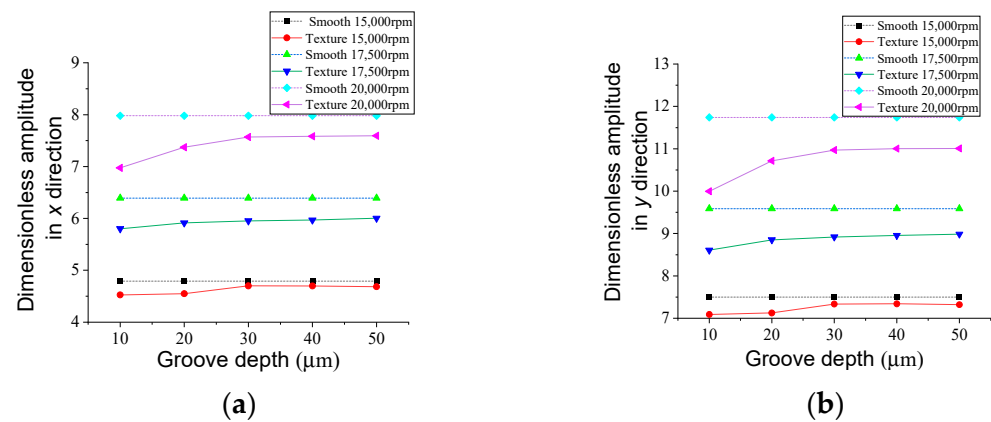 Smooth 15,000rpm
Texture 15,000rpm
Smooth 17,500rpm
Texture 17,500rpm
Smooth 20,000rpm
Texture 20,000rpm
9
8
7
6
5
4
10 20 30 40 50
Dimensionless amplitude
in x direction
Groove depth (μm)
(a)
Smooth 15,000rpm
Texture 15,000rpm
Smooth 17,500rpm
Texture 17,500rpm
Smooth 20,000rpm
Texture 20,000rpm
13
12
11
10
9
8
7
10 20 30 40 50
Dimensionless amplitude
in y direction
Groove depth (μm)
(b)